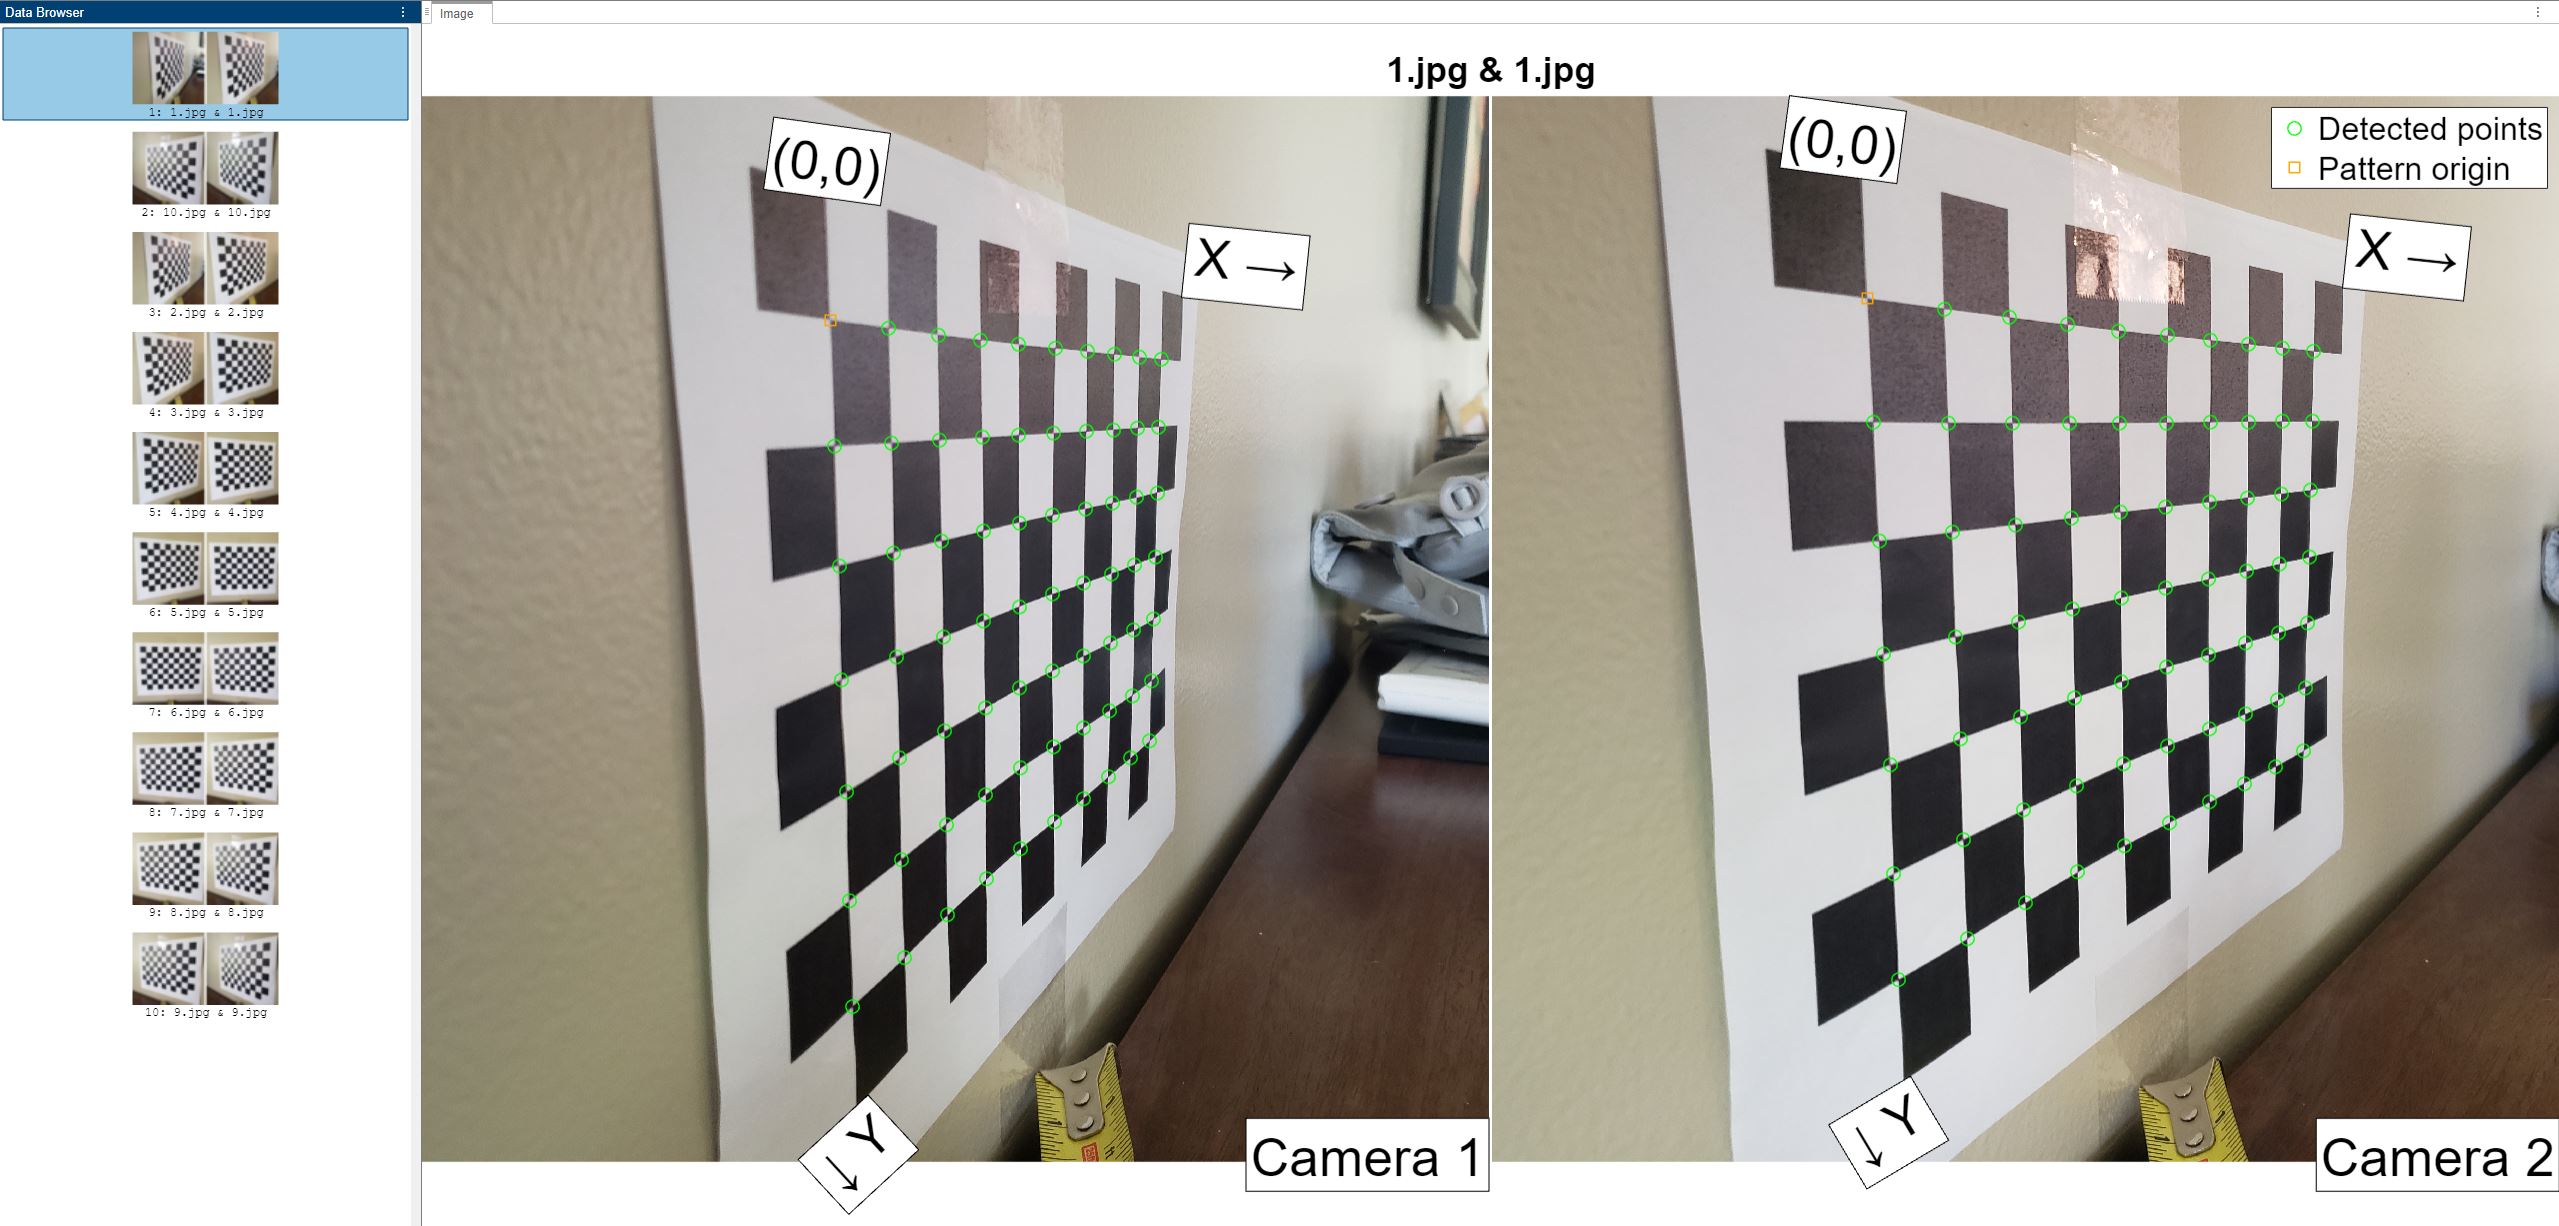 Data Browser
1: 1.jpg & 1.jpg
2: 10.jpg & 10.jpg
3: 2.jpg & 2.jpg
4: 3.jpg & 3.jpg
5: 4.jpg & 4.jpg
6: 5.jpg & 5.jpg
7: 6.jpg & 6.jpg
8: 7.jpg & 7.jpg
9: 8.jpg & 8.jpg
10: 9.jpg & 9.jpg
Image
1.jpg & 1.jpg
(0,0)
X →
↓ Y
Camera 1
(0,0)
Detected points
Pattern origin
X →
↓ Y
Camera 2